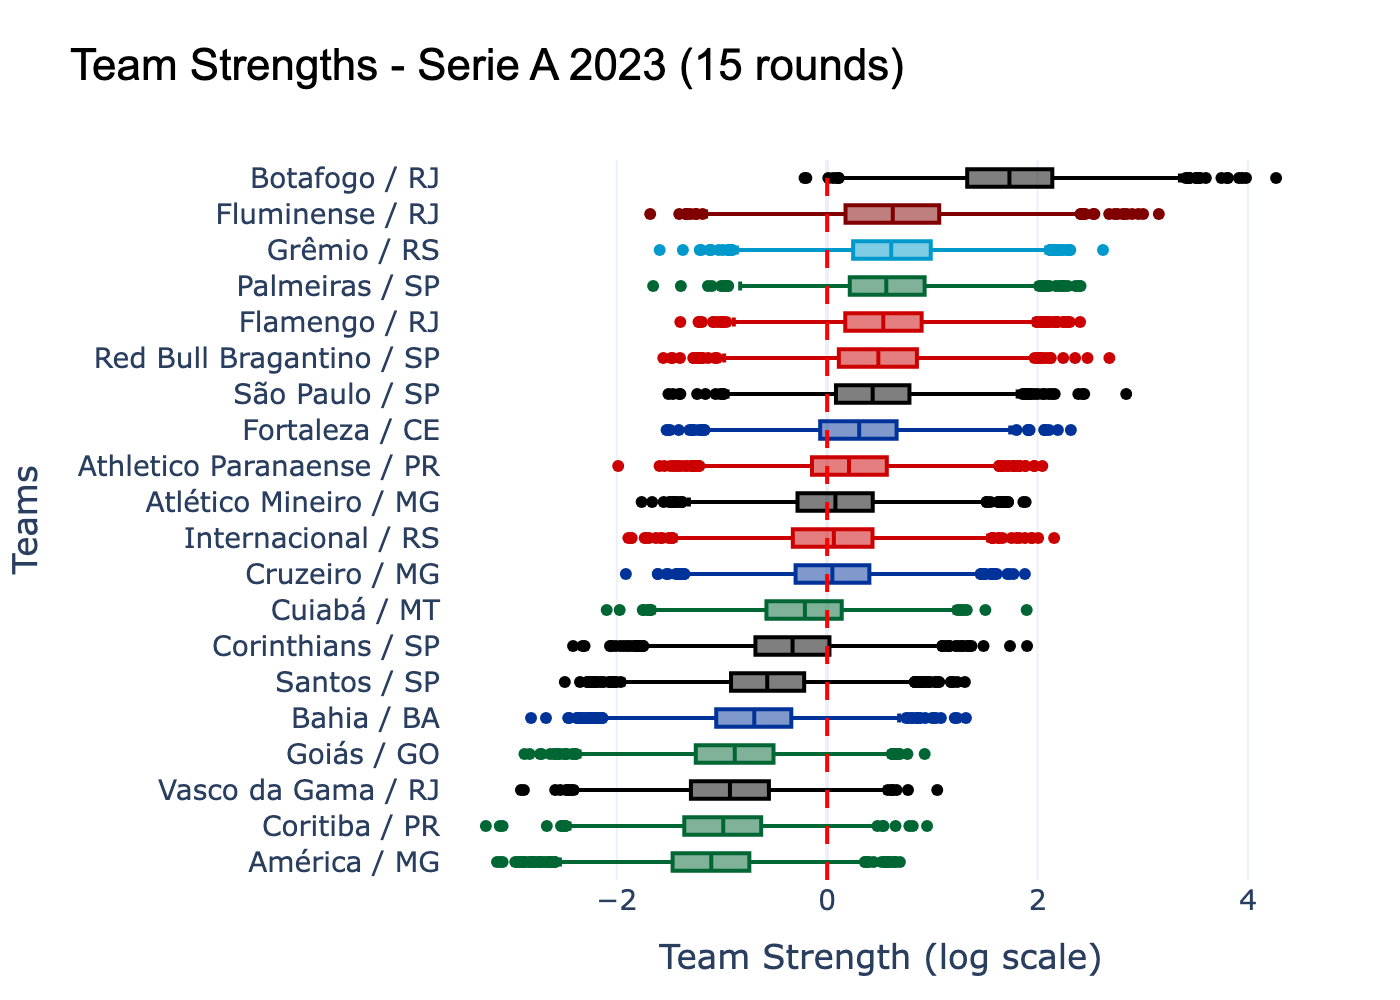 Team Strengths - Serie A 2023 (15 rounds)
Botafogo / RJ
Fluminense / RJ
Grêmio / RS
Palmeiras / SP
Flamengo / RJ
Red Bull Bragantino / SP
São Paulo / SP
Fortaleza / CE
Athletico Paranaense / PR
Atlético Mineiro / MG
Internacional / RS
Cruzeiro / MG
Cuiabá / MT
Corinthians / SP
Santos / SP
Bahia / BA
Goiás / GO
Vasco da Gama / RJ
Coritiba / PR
América / MG
Teams
−2 0 2 4
Team Strength (log scale)